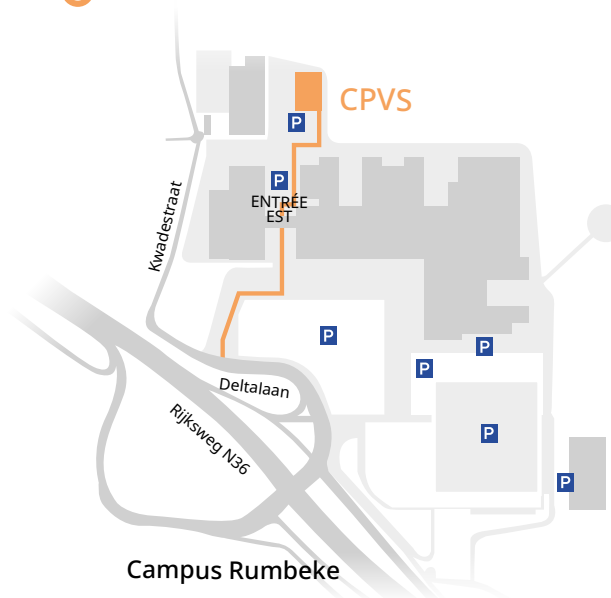 CPVS
P
P
ENTRÉE
EST
Kwadestraat
P
P
P
Deltalaan
Rijksweg N36
P
P
Campus Rumbeke